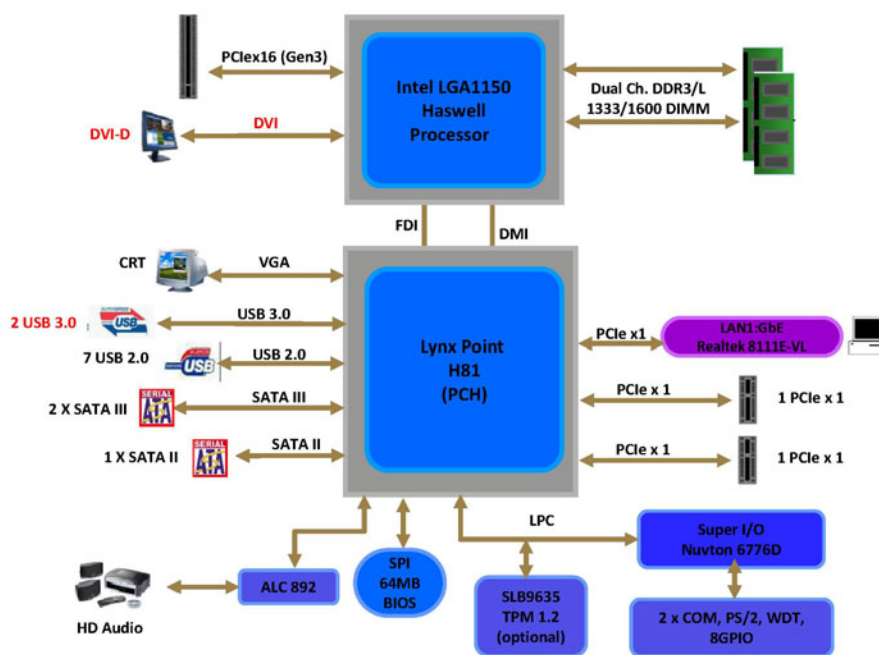 PCIex16 (Gen3)
Intel LGA1150
Haswell
Processor
Dual Ch. DDR3/L
1333/1600 DIMM
DVI-D
DVI
FDI
DMI
CRT
VGA
2 USB 3.0
USB
USB 3.0
7 USB 2.0
USB
USB 2.0
2 X SATA III
SERIAL
ATA
SATA III
1 X SATA II
SERIAL
ATA
SATA II
Lynx Point
H81
(PCH)
PCIe x1
LAN1:GbE
Realtek 8111E-VL
PCIe x 1
1 PCIe x 1
PCIe x 1
1 PCIe x 1
LPC
Super I/O
Nuvton 6776D
HD Audio
ALC 892
SPI
64MB
BIOS
SLB9635
TPM 1.2
(optional)
2 x COM, PS/2, WDT,
8GPIO